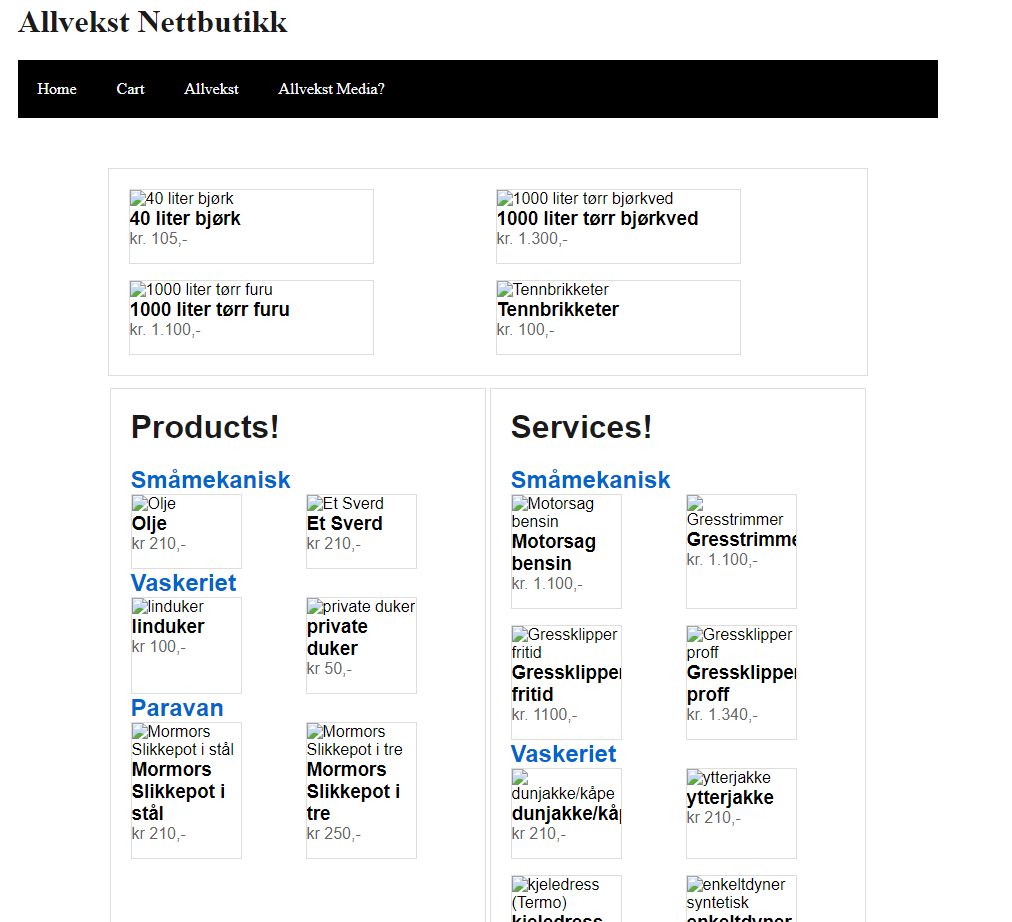 Allvekst Nettbutikk
Home Cart Allvekst Allvekst Media?
40 liter bjørk
40 liter bjørk
kr. 105,-
1000 liter tørr bjørkved
1000 liter tørr bjørkved
kr. 1.300,-
1000 liter tørr furu
1000 liter tørr furu
kr. 1.100,-
Tennbrikketer
Tennbrikketer
kr. 100,-
Products!
Småmekanisk
Olje
Olje
kr 210,-
Et Sverd
Et Sverd
kr 210,-
Vaskeriet
linduker
linduker
kr 100,-
private duker
private
duker
kr 50,-
Paravan
Mormors
Slikkepot i stål
Mormors
Slikkepot i
stål
kr 210,-
Mormors
Slikkepot i tre
Mormors
Slikkepot i
tre
kr 250,-
Services!
Småmekanisk
Motorsag
bensin
Motorsag
bensin
kr. 1.100,-
Gresstrimmer
Gresstrimme
kr. 1.100,-
Gressklipper
fritid
Gressklippe
fritid
kr. 1100,-
Gressklipper
proff
Gressklippe
proff
kr. 1.340,-
Vaskeriet
dunjakke/kåpe
dunjakke/kåp
kr 210,-
ytterjakke
ytterjakke
kr 210,-
kjeledress
(Termo)
kjeledress
enkeltdyner
syntetisk
enkeltdyner